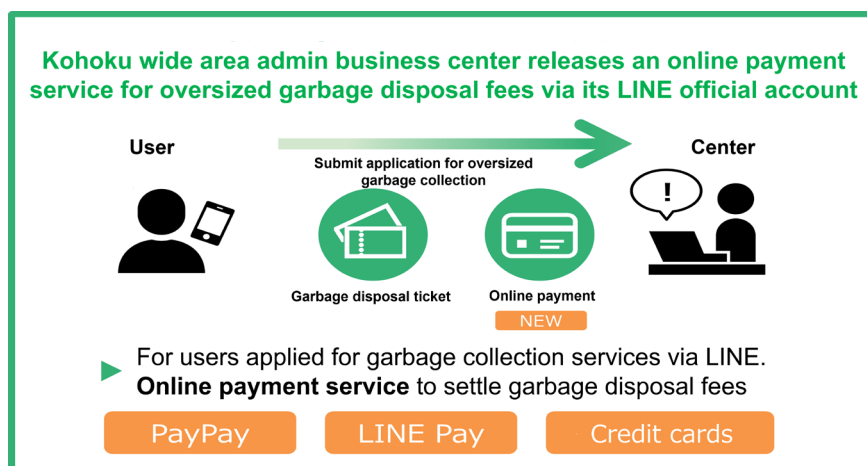 Kohoku wide area admin business center releases an online payment
service for oversized garbage disposal fees via its LINE official account
User
Center
Submit application for oversized
garbage collection
!
Garbage disposal ticket
Online payment
NEW
For users applied for garbage collection services via LINE.
Online payment service to settle garbage disposal fees
PayPay
LINE Pay
Credit cards